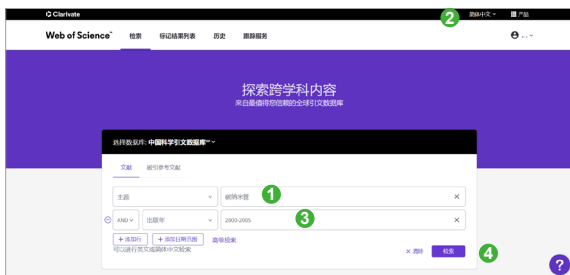 Clarivate
简体中文
产品
Web of Science™
检索
标记结果列表
历史
跟踪服务
2
探索跨学科内容
来自最值得您信赖的全球引文数据库
选择数据库: 中国科学引文数据库℠
文献
被引参考文献
主题
碳纳米管
1
AND
出版年
2000-2005
3
+ 添加行
+ 添加日期范围
高级检索
可以进行英文或简体中文检索
× 清除
检索
4
?